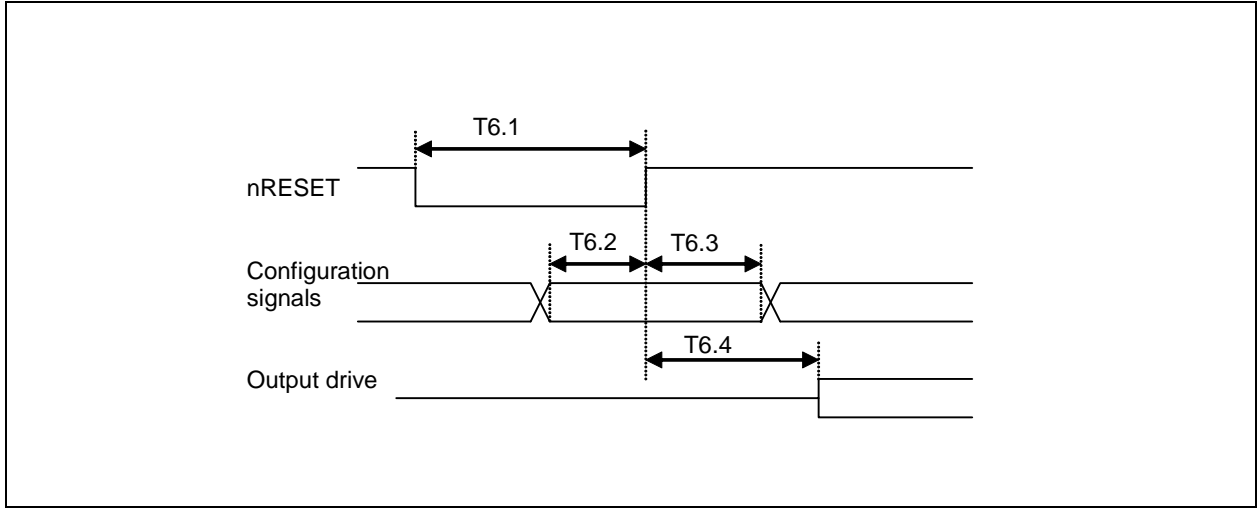 T6.1
nRESET
T6.2
T6.3
Configuration
signals
T6.4
Output drive